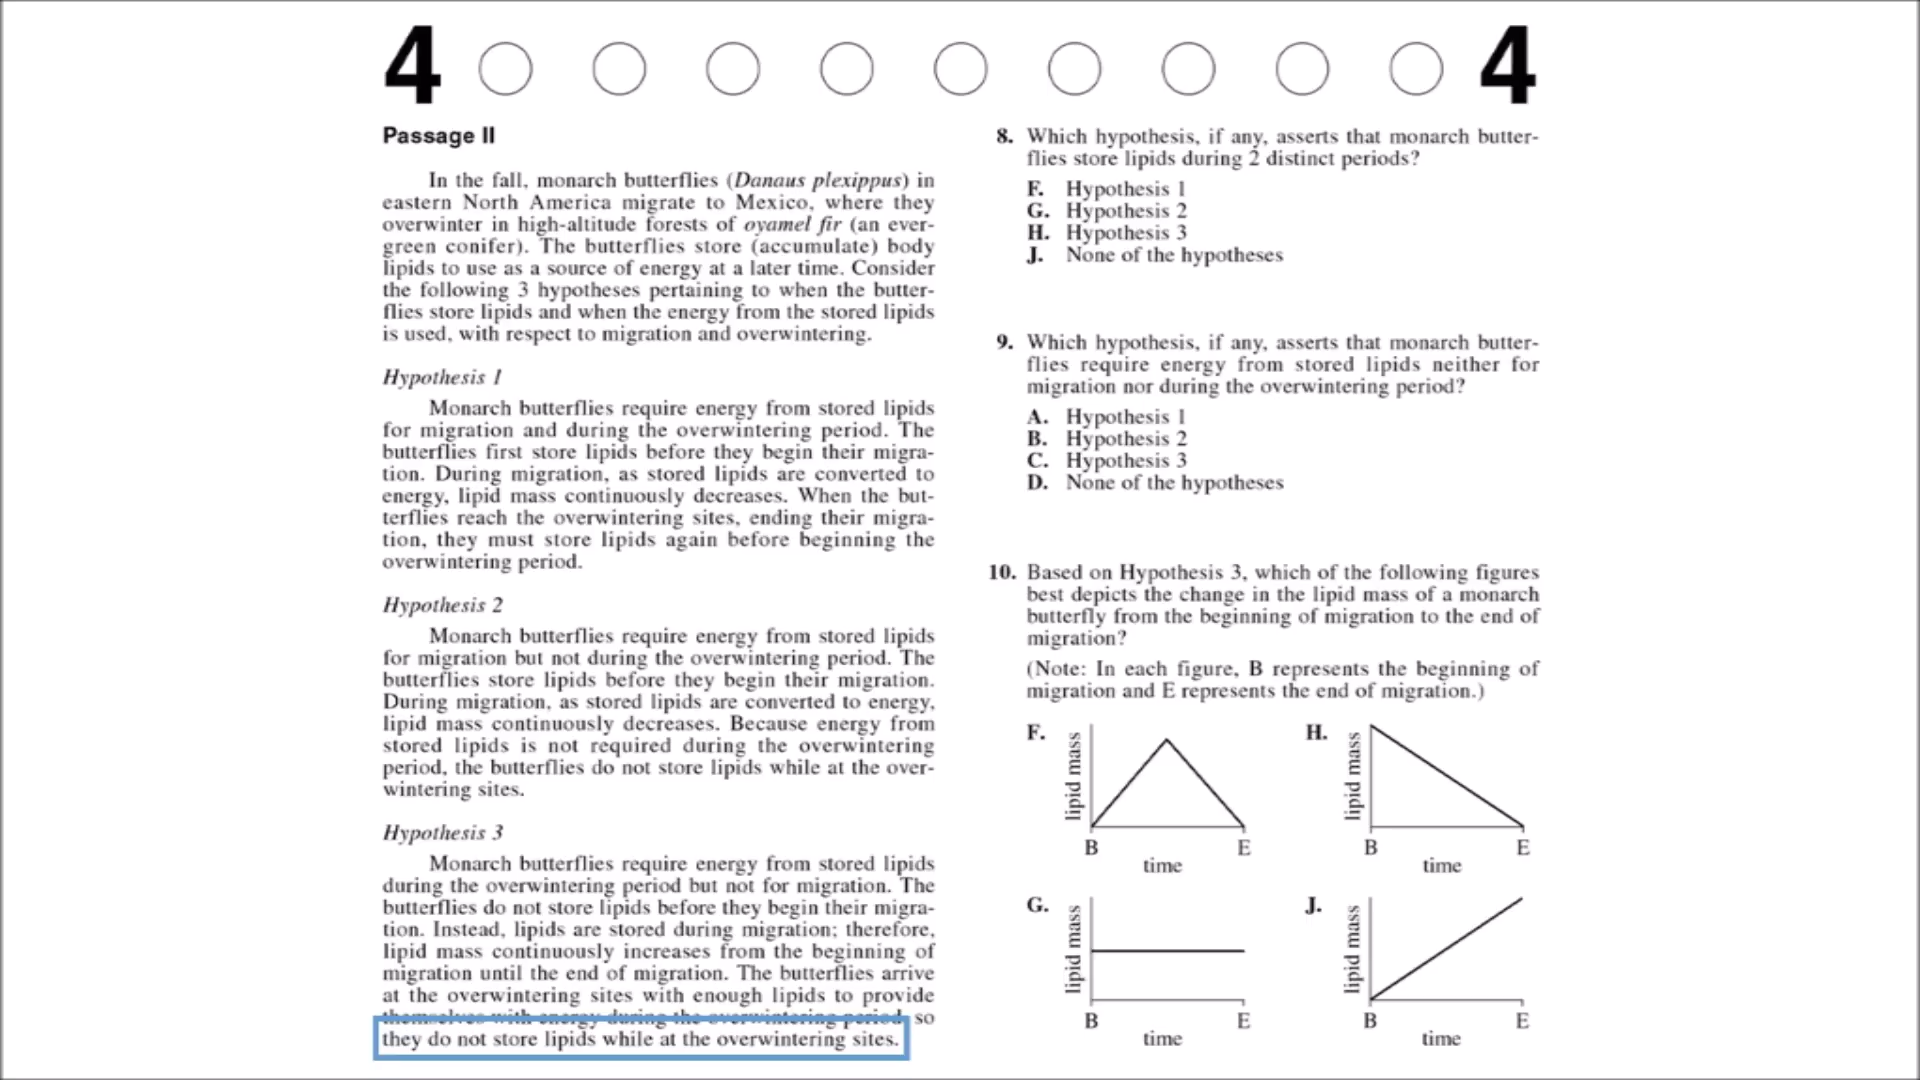 4 4
Passage II
In the fall, monarch butterflies (Danaus plexippus) in
eastern North America migrate to Mexico, where they
overwinter in high-altitude forests of oyamel fir (an ever-
green conifer). The butterflies store (accumulate) body
lipids to use as a source of energy at a later time. Consider
the following 3 hypotheses pertaining to when the butter-
flies store lipids and when the energy from the stored lipids
is used, with respect to migration and overwintering.
Hypothesis 1
Monarch butterflies require energy from stored lipids
for migration and during the overwintering period. The
butterflies first store lipids before they begin their migra-
tion. During migration, as stored lipids are converted to
energy, lipid mass continuously decreases. When the but-
terflies reach the overwintering sites, ending their migra-
tion, they must store lipids again before beginning the
overwintering period.
Hypothesis 2
Monarch butterflies require energy from stored lipids
for migration but not during the overwintering period. The
butterflies store lipids before they begin their migration.
During migration, as stored lipids are converted to energy,
lipid mass continuously decreases. Because energy from
stored lipids is not required during the overwintering
period, the butterflies do not store lipids while at the over-
wintering sites.
Hypothesis 3
Monarch butterflies require energy from stored lipids
during the overwintering period but not for migration. The
butterflies do not store lipids before they begin their migra-
tion. Instead, lipids are stored during migration; therefore,
lipid mass continuously increases from the beginning of
migration until the end of migration. The butterflies arrive
at the overwintering sites with enough lipids to provide
themselves with energy during the overwintering period, so
they do not store lipids while at the overwintering sites.
8. Which hypothesis, if any, asserts that monarch butter-
flies store lipids during 2 distinct periods?
F. Hypothesis 1
G. Hypothesis 2
H. Hypothesis 3
J. None of the hypotheses
9. Which hypothesis, if any, asserts that monarch butter-
flies require energy from stored lipids neither for
migration nor during the overwintering period?
A. Hypothesis 1
B. Hypothesis 2
C. Hypothesis 3
D. None of the hypotheses
10. Based on Hypothesis 3, which of the following figures
best depicts the change in the lipid mass of a monarch
butterfly from the beginning of migration to the end of
migration?
(Note: In each figure, B represents the beginning of
migration and E represents the end of migration.)
F.
lipid mass
B E
time
H.
lipid mass
B E
time
G.
lipid mass
B E
time
J.
lipid mass
B E
time